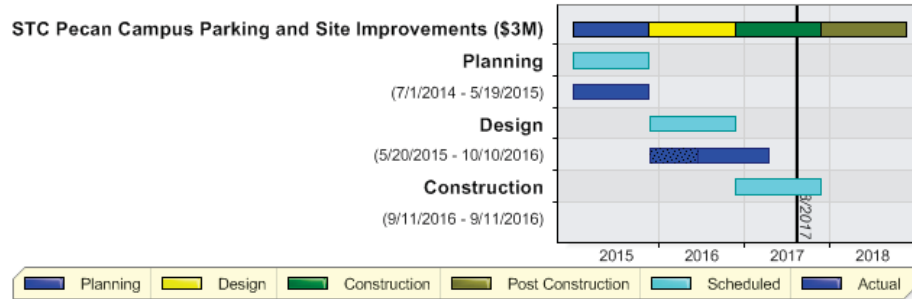 STC Pecan Campus Parking and Site Improvements ($3M)
Planning
(7/1/2014 - 5/19/2015)
Design
(5/20/2015 - 10/10/2016)
Construction
(9/11/2016 - 9/11/2016)
2015 2016 2017 2018
Planning Design Construction Post Construction Scheduled Actual